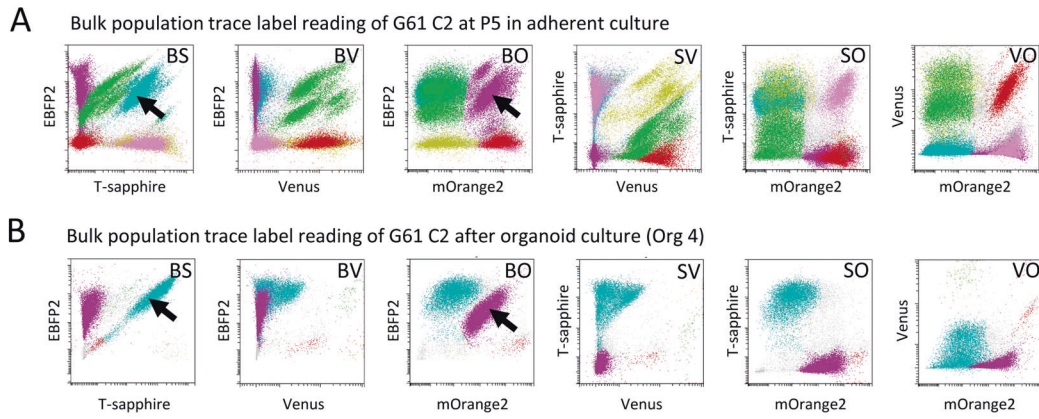 A Bulk population trace label reading of G61 C2 at P5 in adherent culture
BS BV BO SV SO VO
EBFP2 EBFP2 EBFP2 T-sapphire T-sapphire Venus
T-sapphire Venus mOrange2 Venus mOrange2 mOrange2
B Bulk population trace label reading of G61 C2 after organoid culture (Org 4)
BS BV BO SV SO VO
EBFP2 EBFP2 EBFP2 T-sapphire T-sapphire Venus
T-sapphire Venus mOrange2 Venus mOrange2 mOrange2